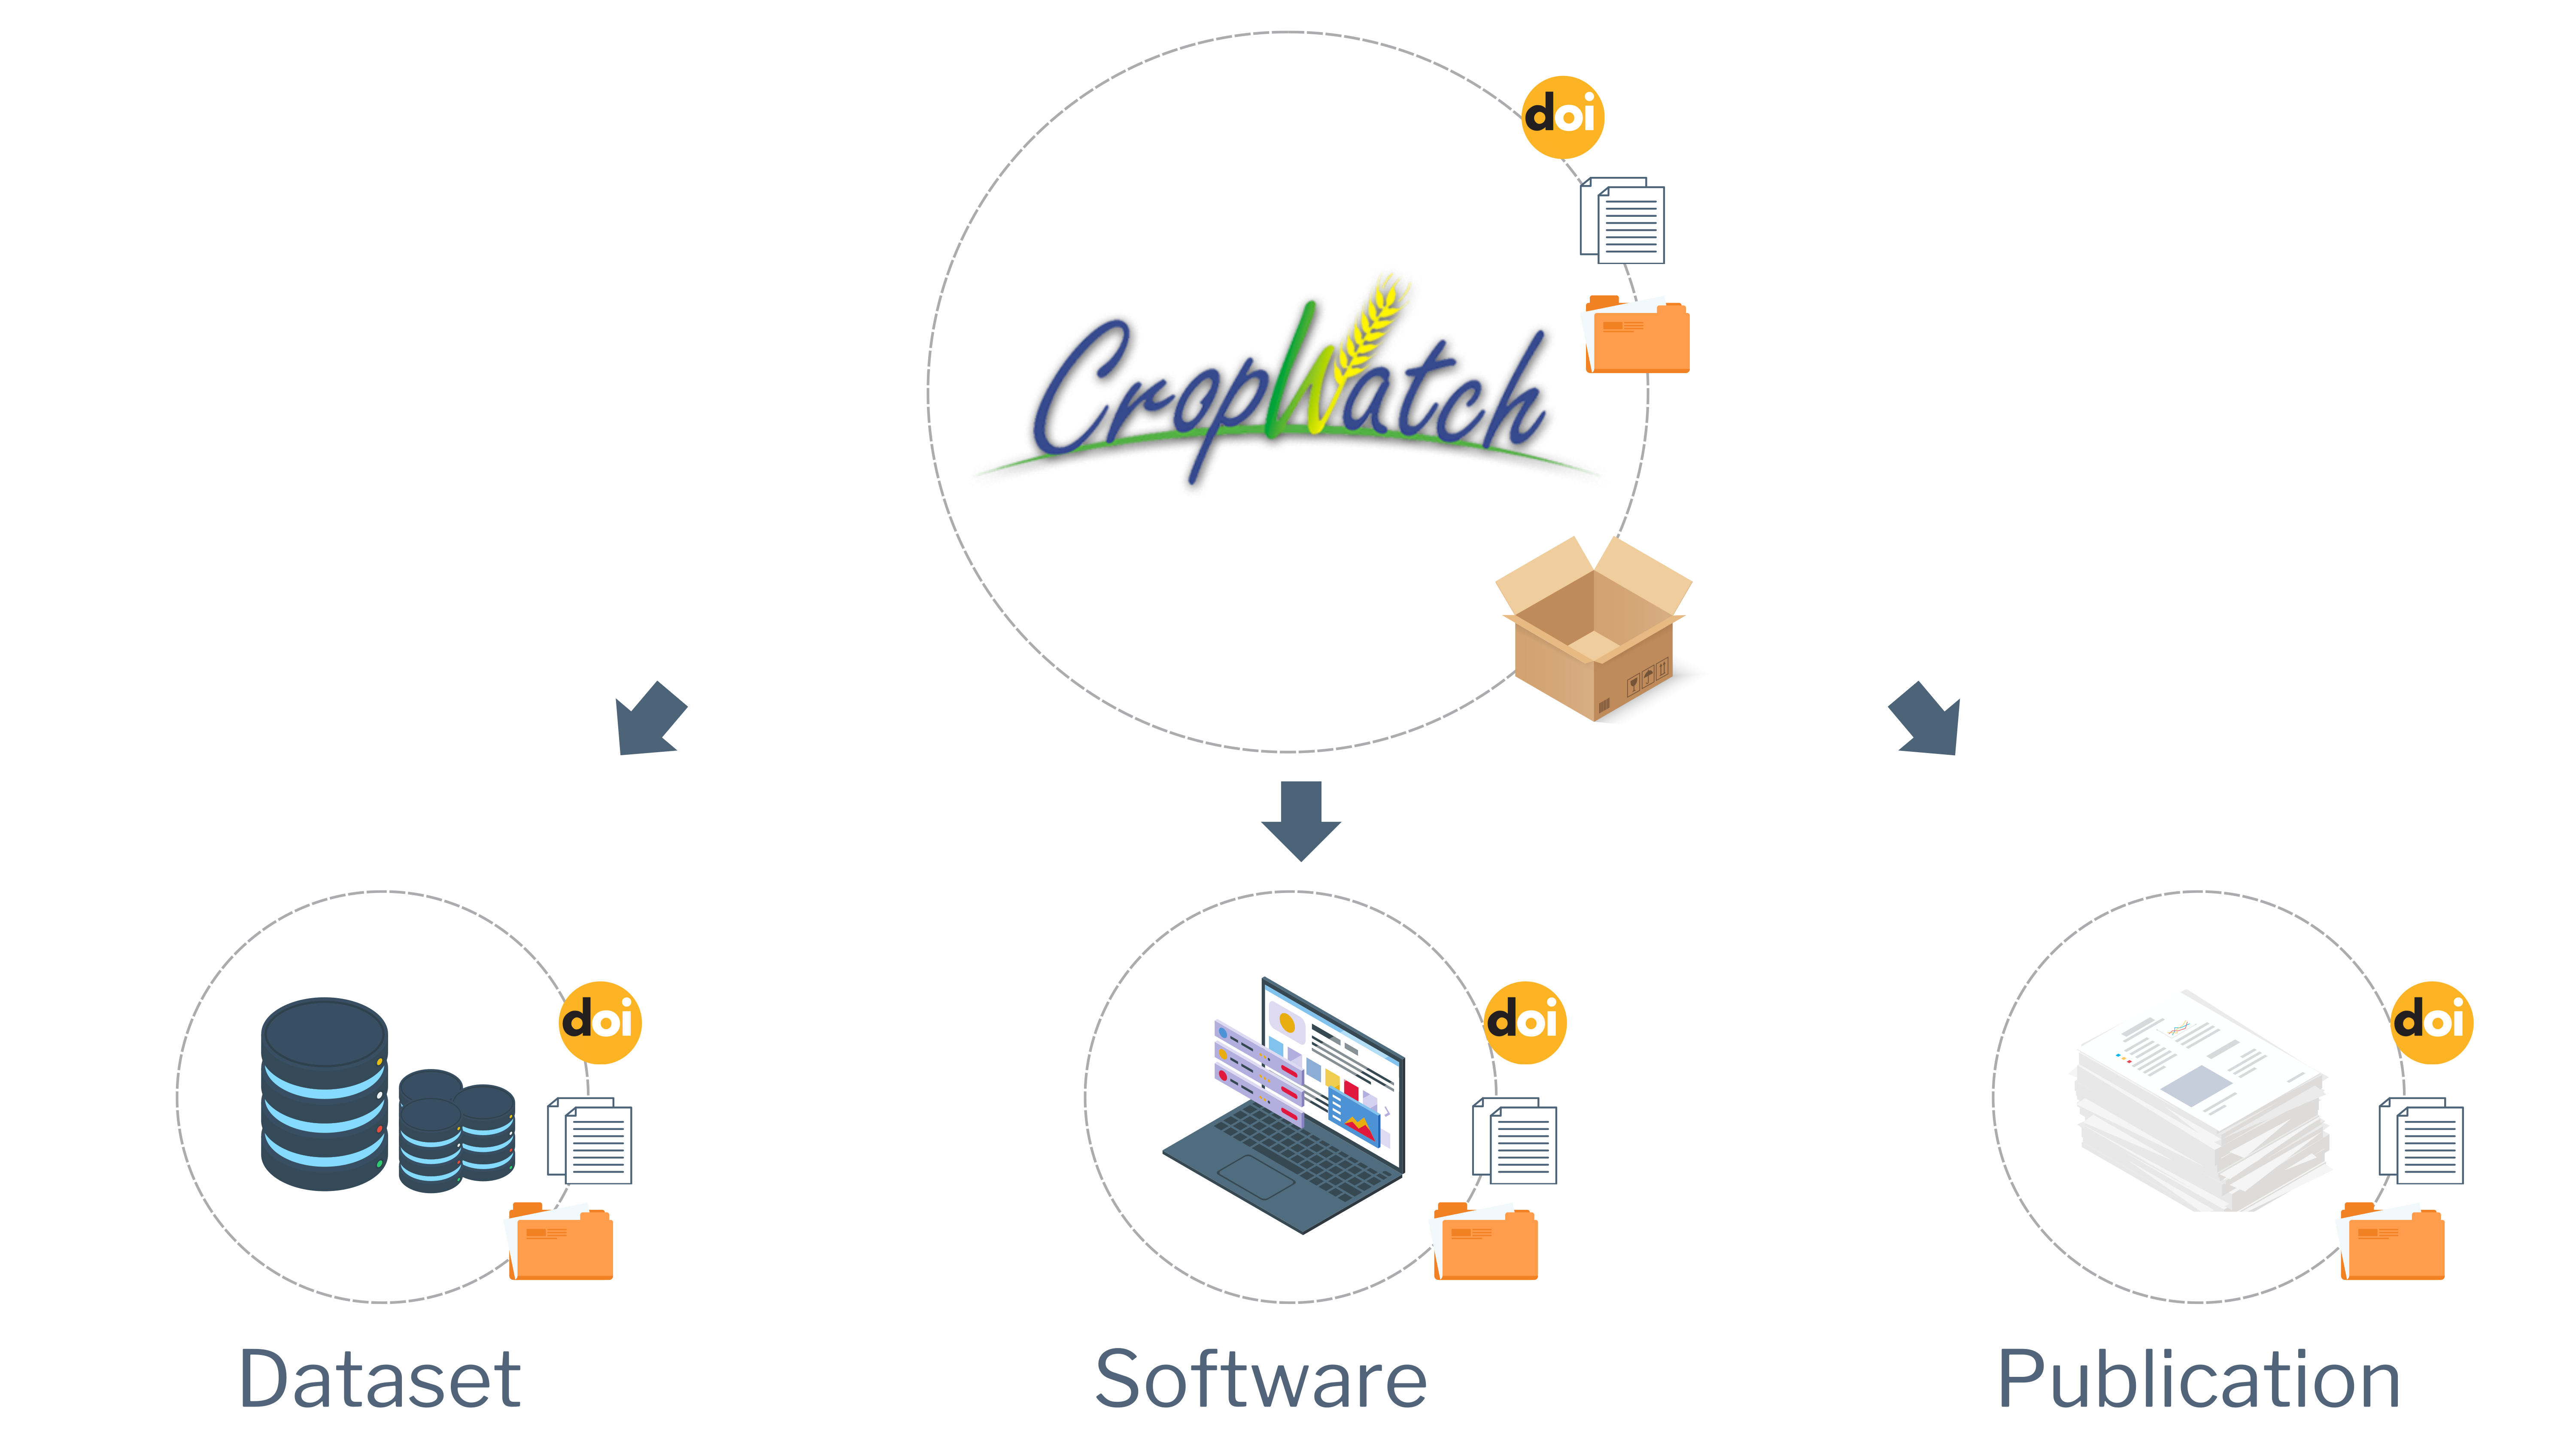 doi
CropWatch
doi
doi
doi
Dataset
Software
Publication